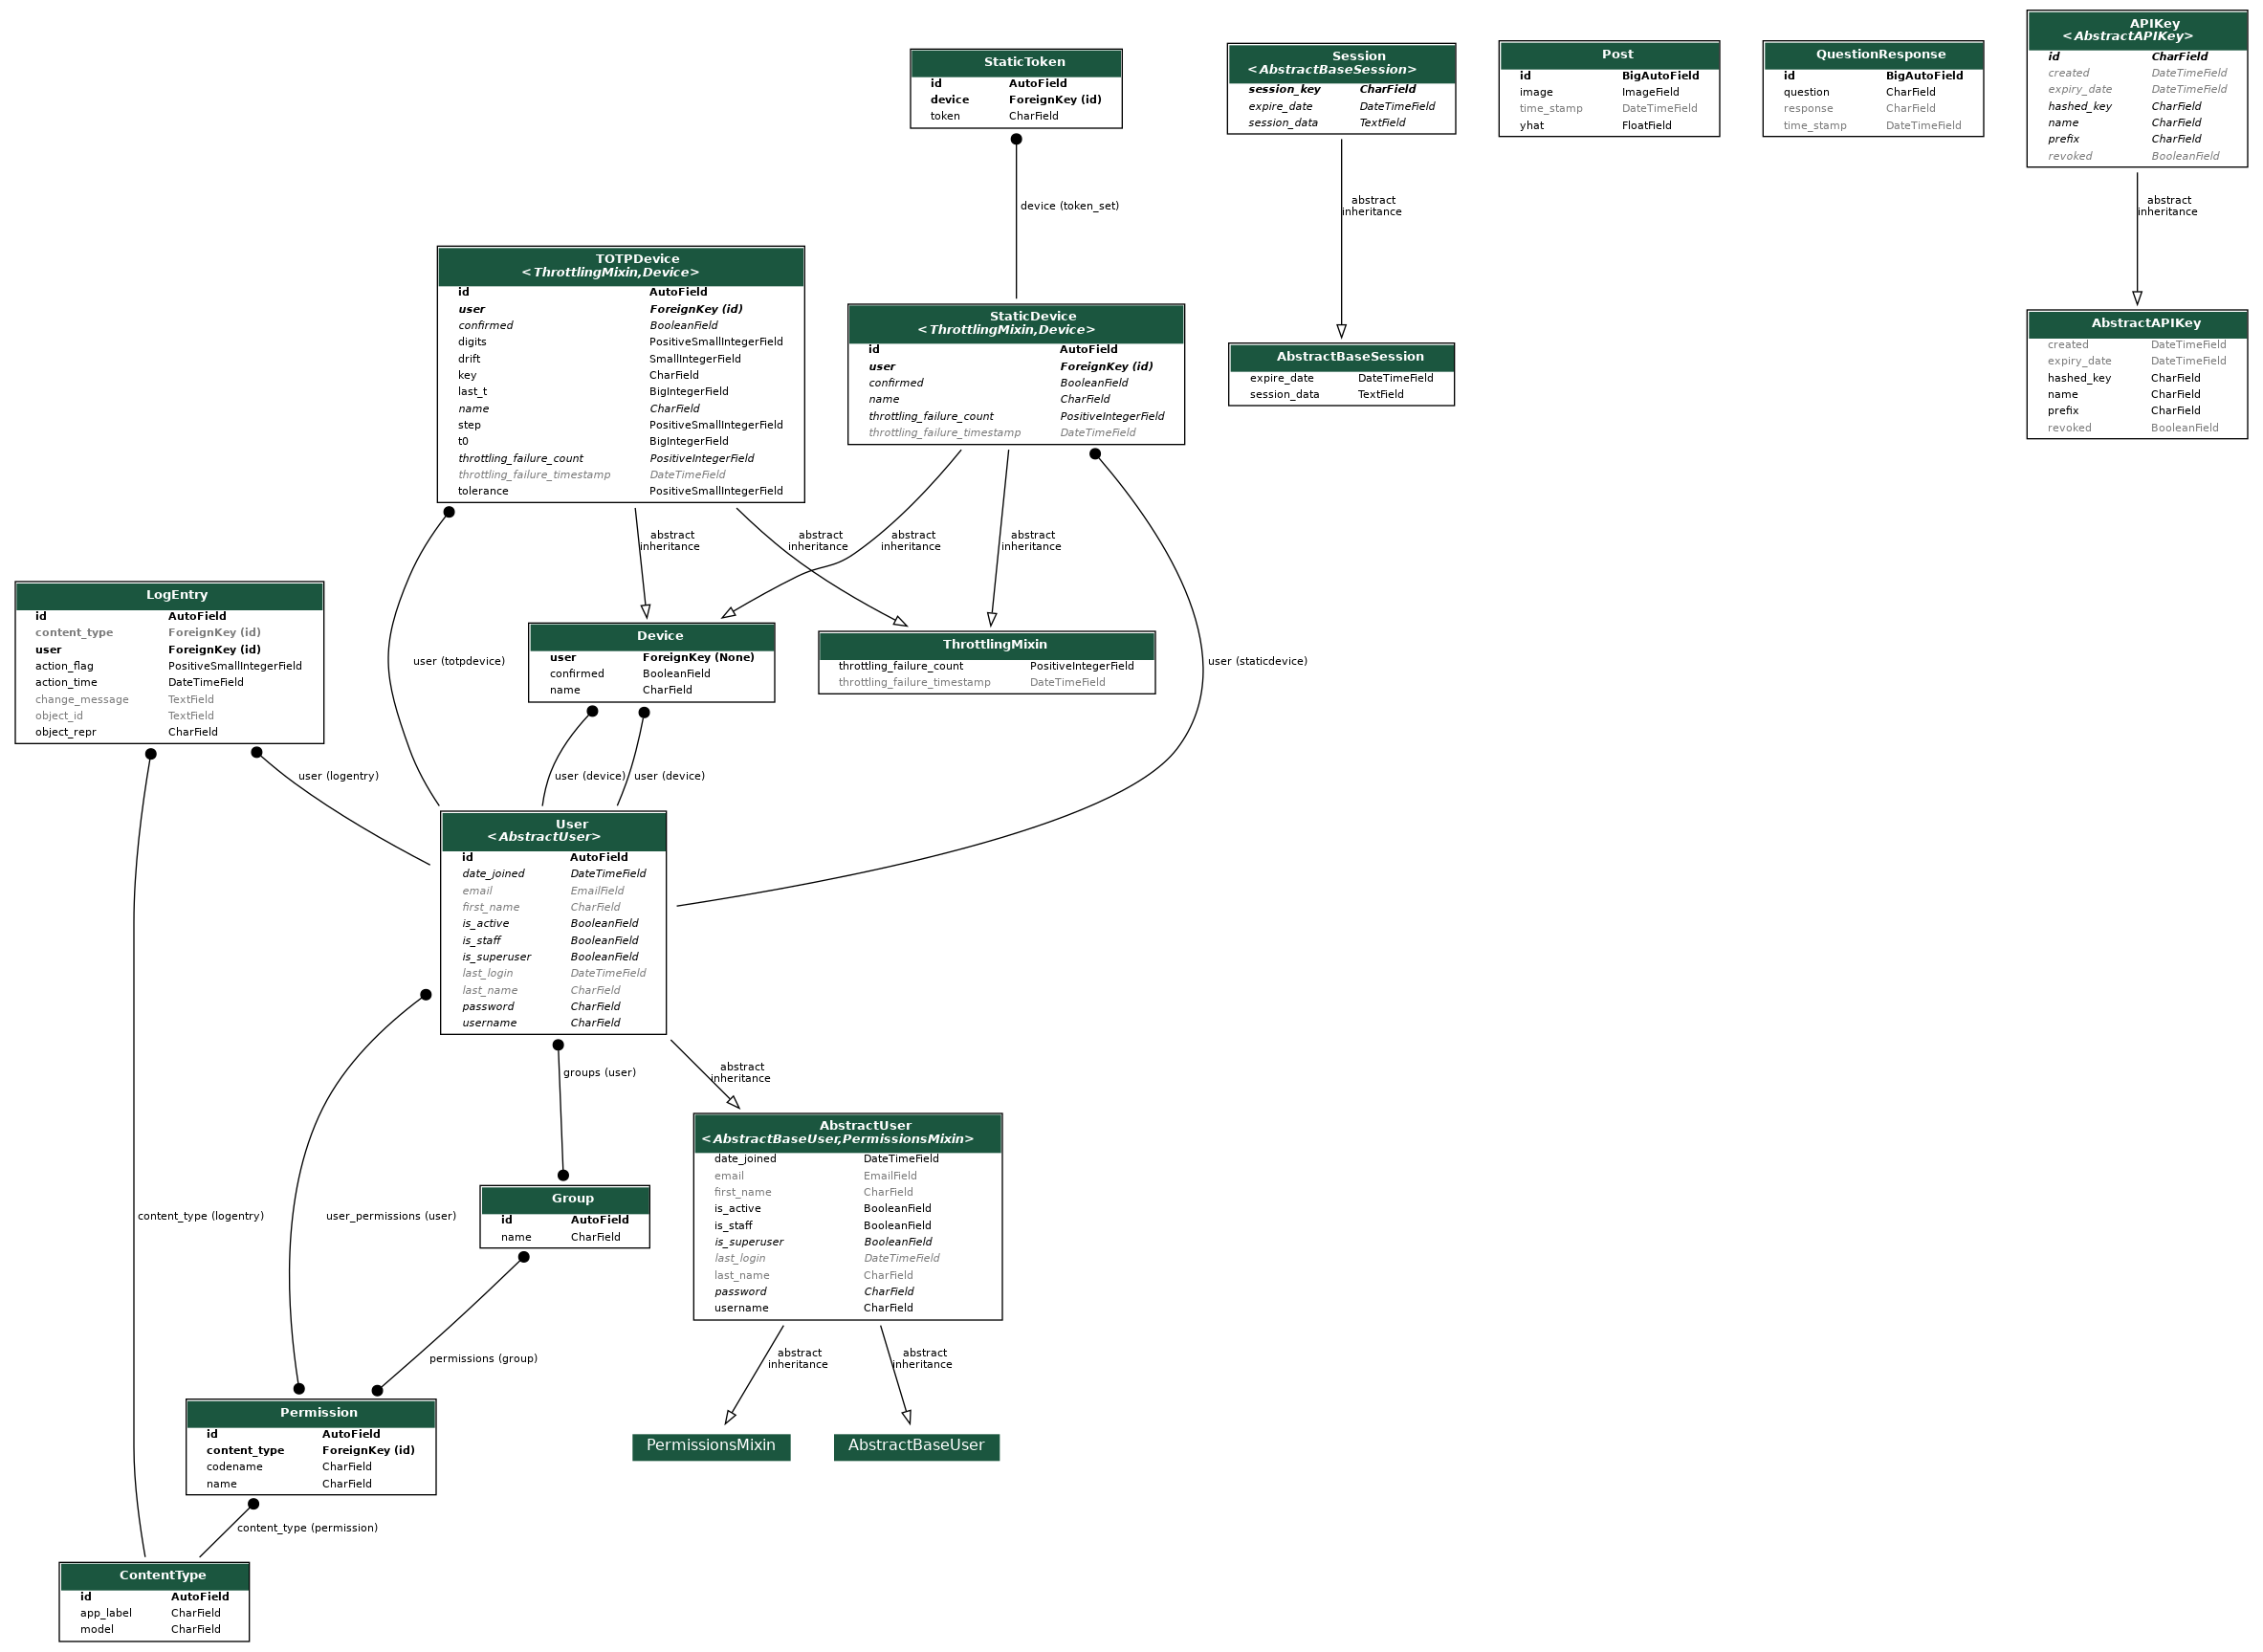 StaticToken
id AutoField
device ForeignKey (id)
token CharField
Session
<AbstractBaseSession>
session_key CharField
expire_date DateTimeField
session_data TextField
Post
id BigAutoField
image ImageField
time_stamp DateTimeField
yhat FloatField
QuestionResponse
id BigAutoField
question CharField
response CharField
time_stamp DateTimeField
APIKey
<AbstractAPIKey>
id CharField
created DateTimeField
expiry_date DateTimeField
hashed_key CharField
name CharField
prefix CharField
revoked BooleanField
device (token_set)
abstract
inheritance
abstract
inheritance
TOTPDevice
<ThrottlingMixin,Device>
id AutoField
user ForeignKey (id)
confirmed BooleanField
digits PositiveSmallIntegerField
drift SmallIntegerField
key CharField
last_t BigIntegerField
name CharField
step PositiveSmallIntegerField
t0 BigIntegerField
throttling_failure_count PositiveIntegerField
throttling_failure_timestamp DateTimeField
tolerance PositiveSmallIntegerField
StaticDevice
<ThrottlingMixin,Device>
id AutoField
user ForeignKey (id)
confirmed BooleanField
name CharField
throttling_failure_count PositiveIntegerField
throttling_failure_timestamp DateTimeField
AbstractBaseSession
expire_date DateTimeField
session_data TextField
AbstractAPIKey
created DateTimeField
expiry_date DateTimeField
hashed_key CharField
name CharField
prefix CharField
revoked BooleanField
abstract
inheritance
abstract
inheritance
abstract
inheritance
abstract
inheritance
LogEntry
id AutoField
content_type ForeignKey (id)
user ForeignKey (id)
action_flag PositiveSmallIntegerField
action_time DateTimeField
change_message TextField
object_id TextField
object_repr CharField
user (totpdevice)
Device
user ForeignKey (None)
confirmed BooleanField
name CharField
ThrottlingMixin
throttling_failure_count PositiveIntegerField
throttling_failure_timestamp DateTimeField
user (staticdevice)
user (logentry)
user (device)
user (device)
User
<AbstractUser>
id AutoField
date_joined DateTimeField
email EmailField
first_name CharField
is_active BooleanField
is_staff BooleanField
is_superuser BooleanField
last_login DateTimeField
last_name CharField
password CharField
username CharField
groups (user)
abstract
inheritance
AbstractUser
<AbstractBaseUser,PermissionsMixin>
date_joined DateTimeField
email EmailField
first_name CharField
is_active BooleanField
is_staff BooleanField
is_superuser BooleanField
last_login DateTimeField
last_name CharField
password CharField
username CharField
content_type (logentry)
user_permissions (user)
Group
id AutoField
name CharField
permissions (group)
abstract
inheritance
abstract
inheritance
Permission
id AutoField
content_type ForeignKey (id)
codename CharField
name CharField
PermissionsMixin
AbstractBaseUser
content_type (permission)
ContentType
id AutoField
app_label CharField
model CharField